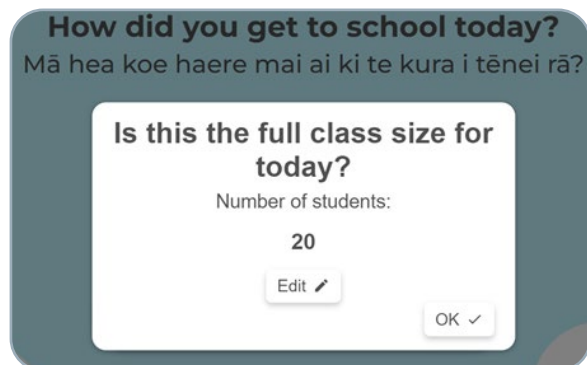 How did you get to school today?
Mā hea koe haere mai ai ki te kura i tēnei rā?
Is this the full class size for
today?
Number of students:
20
Edit
OK